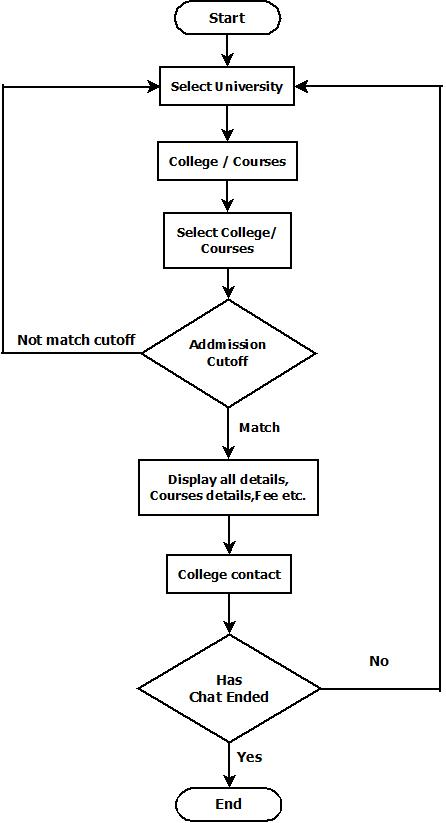 Start
Select University
College / Courses
Select College/
Courses
Addmission
Cutoff
Not match cutoff
Match
Display all details,
Courses details,Fee etc.
College contact
Has
Chat Ended
No
Yes
End